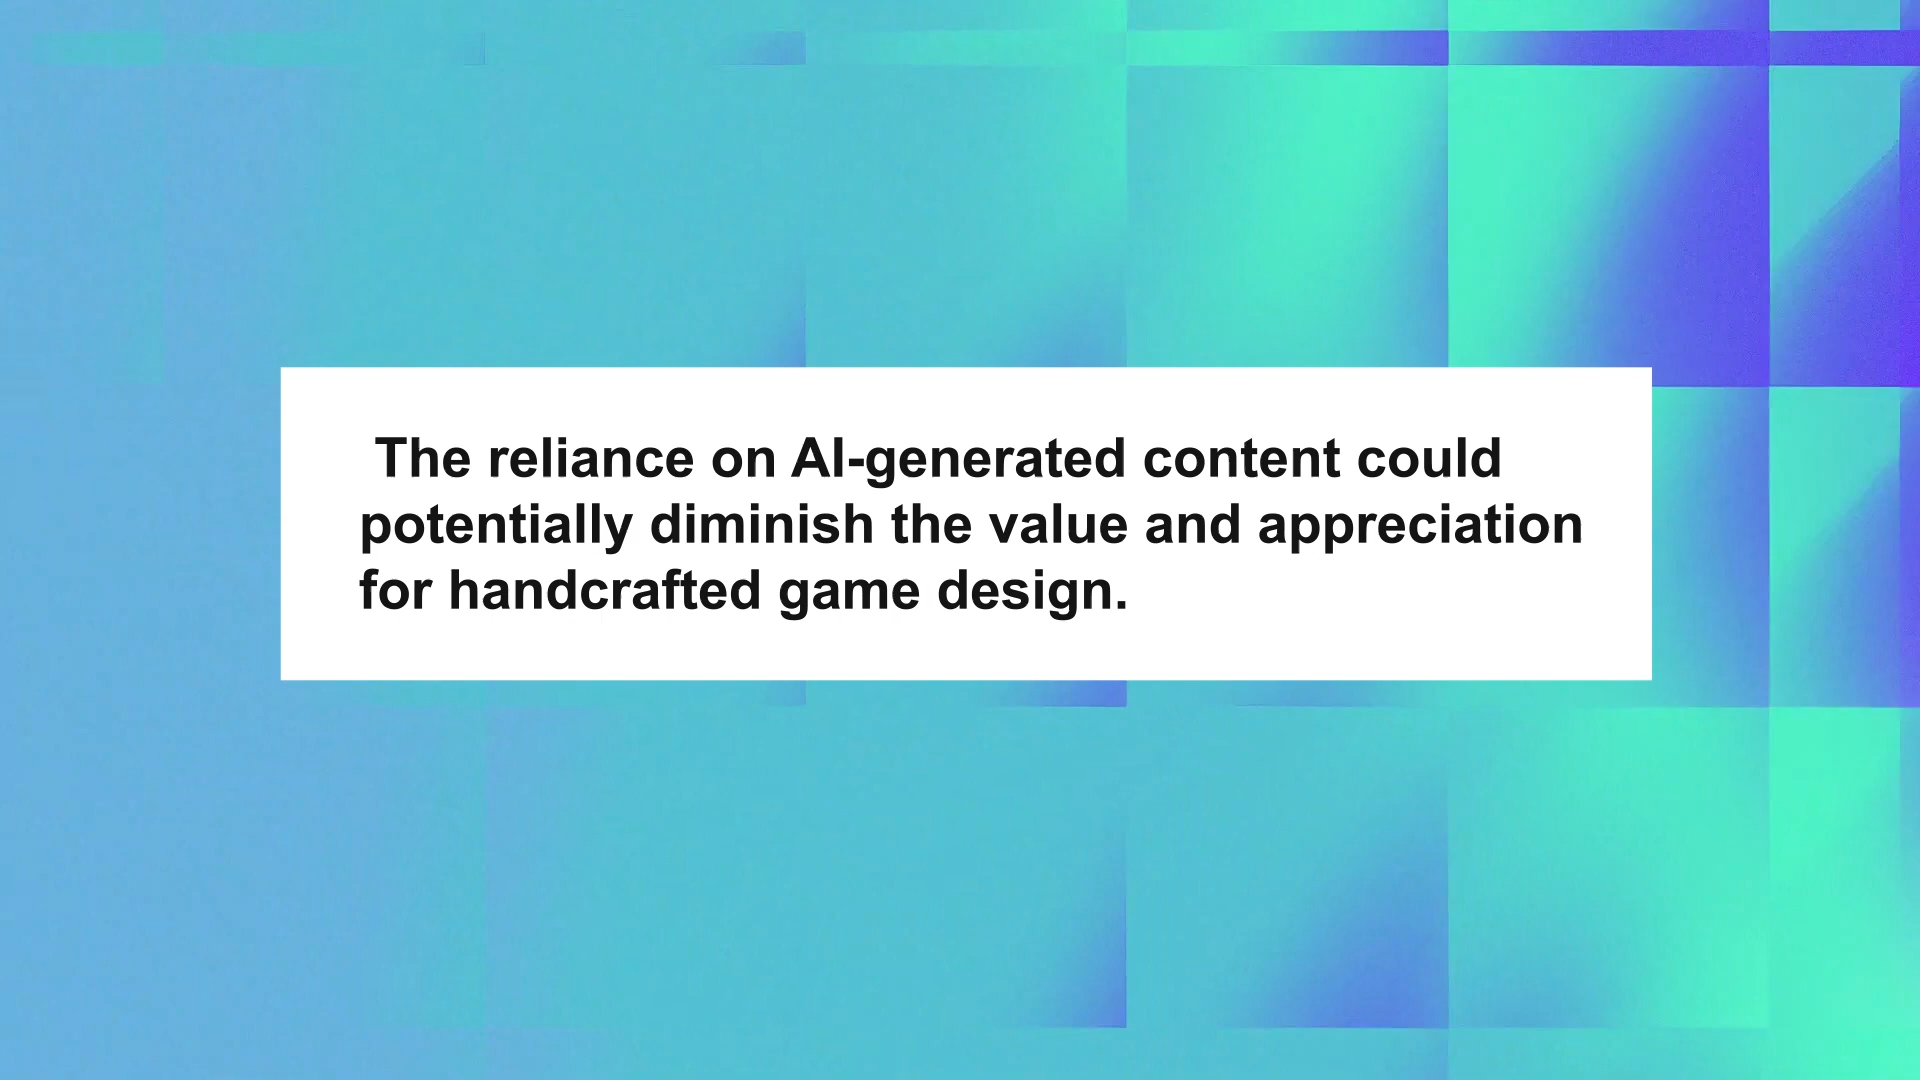 The reliance on AI-generated content could
potentially diminish the value and appreciation
for handcrafted game design.